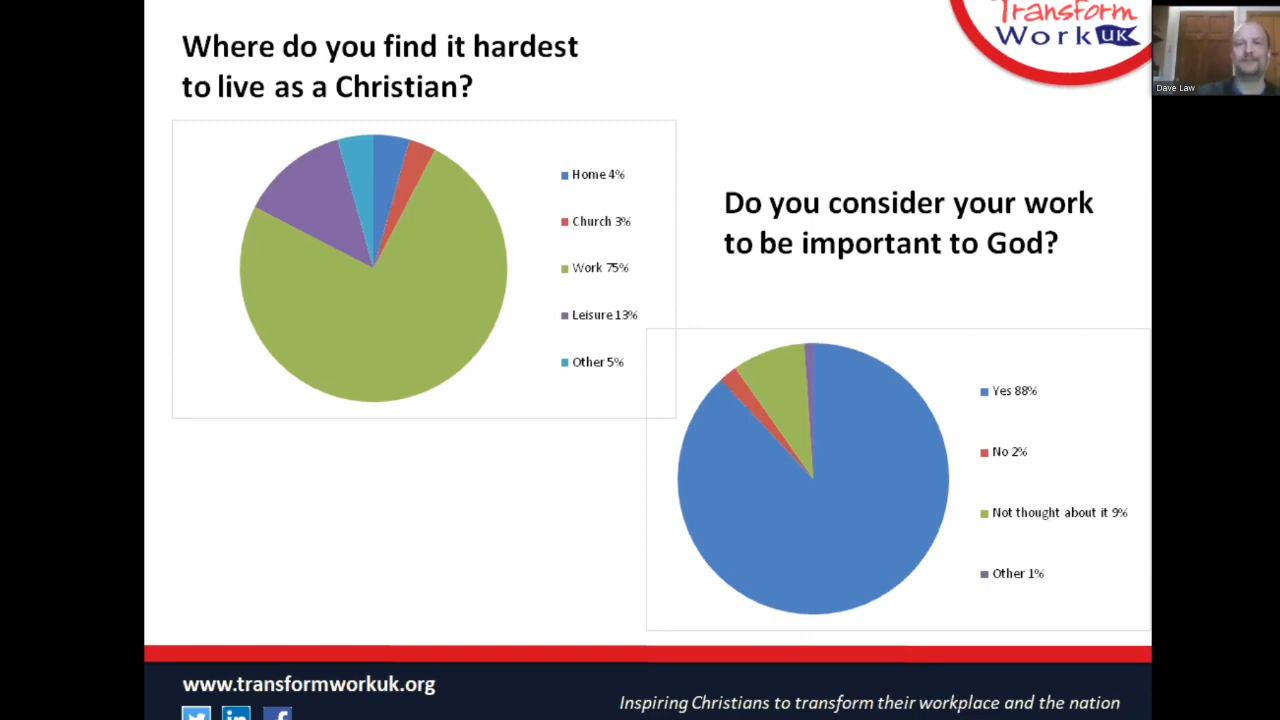 Where do you find it hardest
to live as a Christian?
Transform
Work UK
Dave Law
Home 4%
Church 3%
Work 75%
Leisure 13%
Other 5%
Do you consider your work
to be important to God?
Yes 88%
No 2%
Not thought about it 9%
Other 1%
www.transformworkuk.org
Inspiring Christians to transform their workplace and the nation
in
f